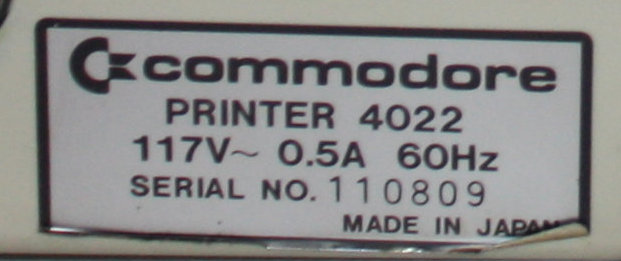 commodore
PRINTER 4022
117V~ 0.5A 60Hz
SERIAL NO. 110809
MADE IN JAPAN